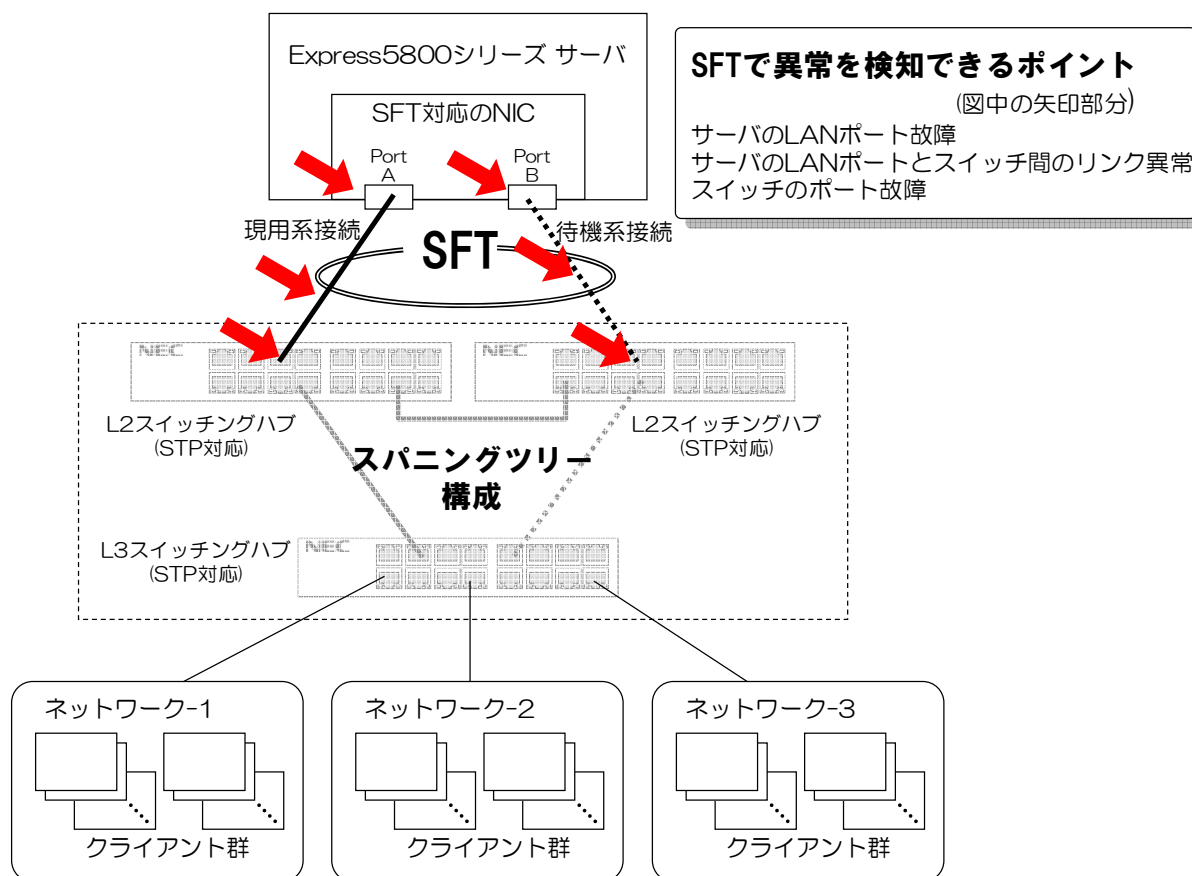 Express5800シリーズ サーバ
SFT対応のNIC
Port
A
Port
B
SFTで異常を検知できるポイント
(図中の矢印部分)
サーバのLANポート故障
サーバのLANポートとスイッチ間のリンク異常
スイッチのポート故障
現用系接続
SFT
待機系接続
NEC
NEC
L2スイッチングハブ
(STP対応)
L2スイッチングハブ
(STP対応)
スパニングツリー
構成
L3スイッチングハブ
(STP対応)
NEC
ネットワーク-1
クライアント群
ネットワーク-2
クライアント群
ネットワーク-3
クライアント群